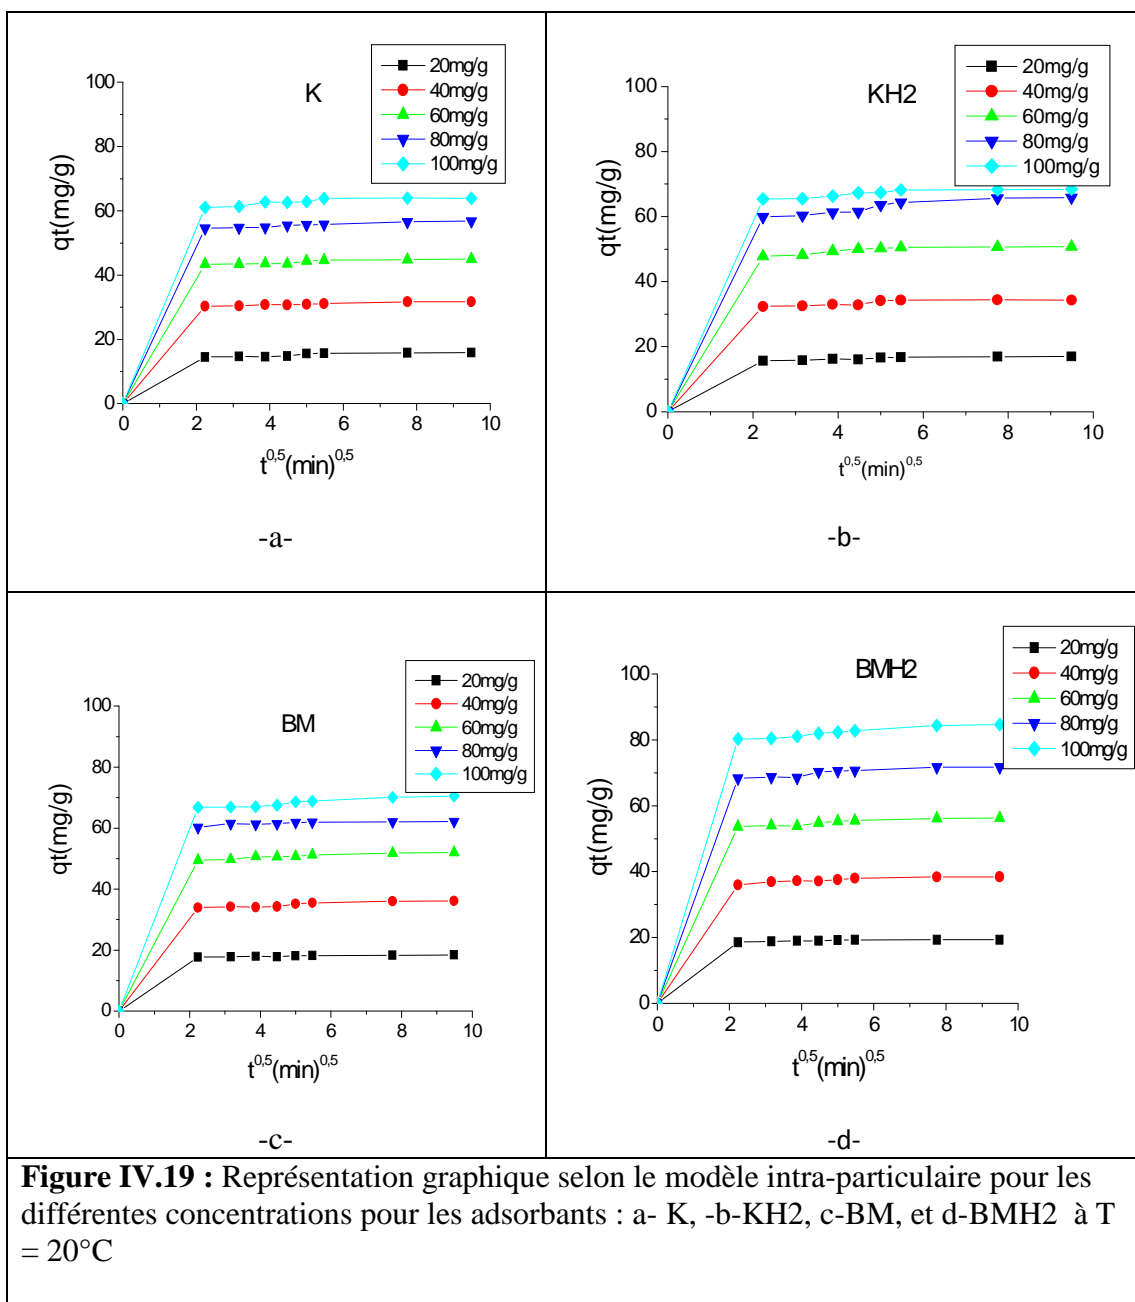 K
20mg/g
40mg/g
60mg/g
80mg/g
100mg/g
qt(mg/g)
100
80
60
40
20
0
0 2 4 6 8 10
t^0,5(min)^0,5
-a-
KH2
20mg/g
40mg/g
60mg/g
80mg/g
100mg/g
qt(mg/g)
100
80
60
40
20
0
0 2 4 6 8 10
t^0,5(min)^0,5
-b-
BM
20mg/g
40mg/g
60mg/g
80mg/g
100mg/g
qt(mg/g)
100
80
60
40
20
0
0 2 4 6 8 10
t^0,5(min)^0,5
-c-
BMH2
20mg/g
40mg/g
60mg/g
80mg/g
100mg/g
qt(mg/g)
100
80
60
40
20
0
0 2 4 6 8 10
t^0,5(min)^0,5
-d-
Figure IV.19 : Représentation graphique selon le modèle intra-particulaire pour les
différentes concentrations pour les adsorbants : a- K, -b-KH2, c-BM, et d-BMH2 à T
= 20°C